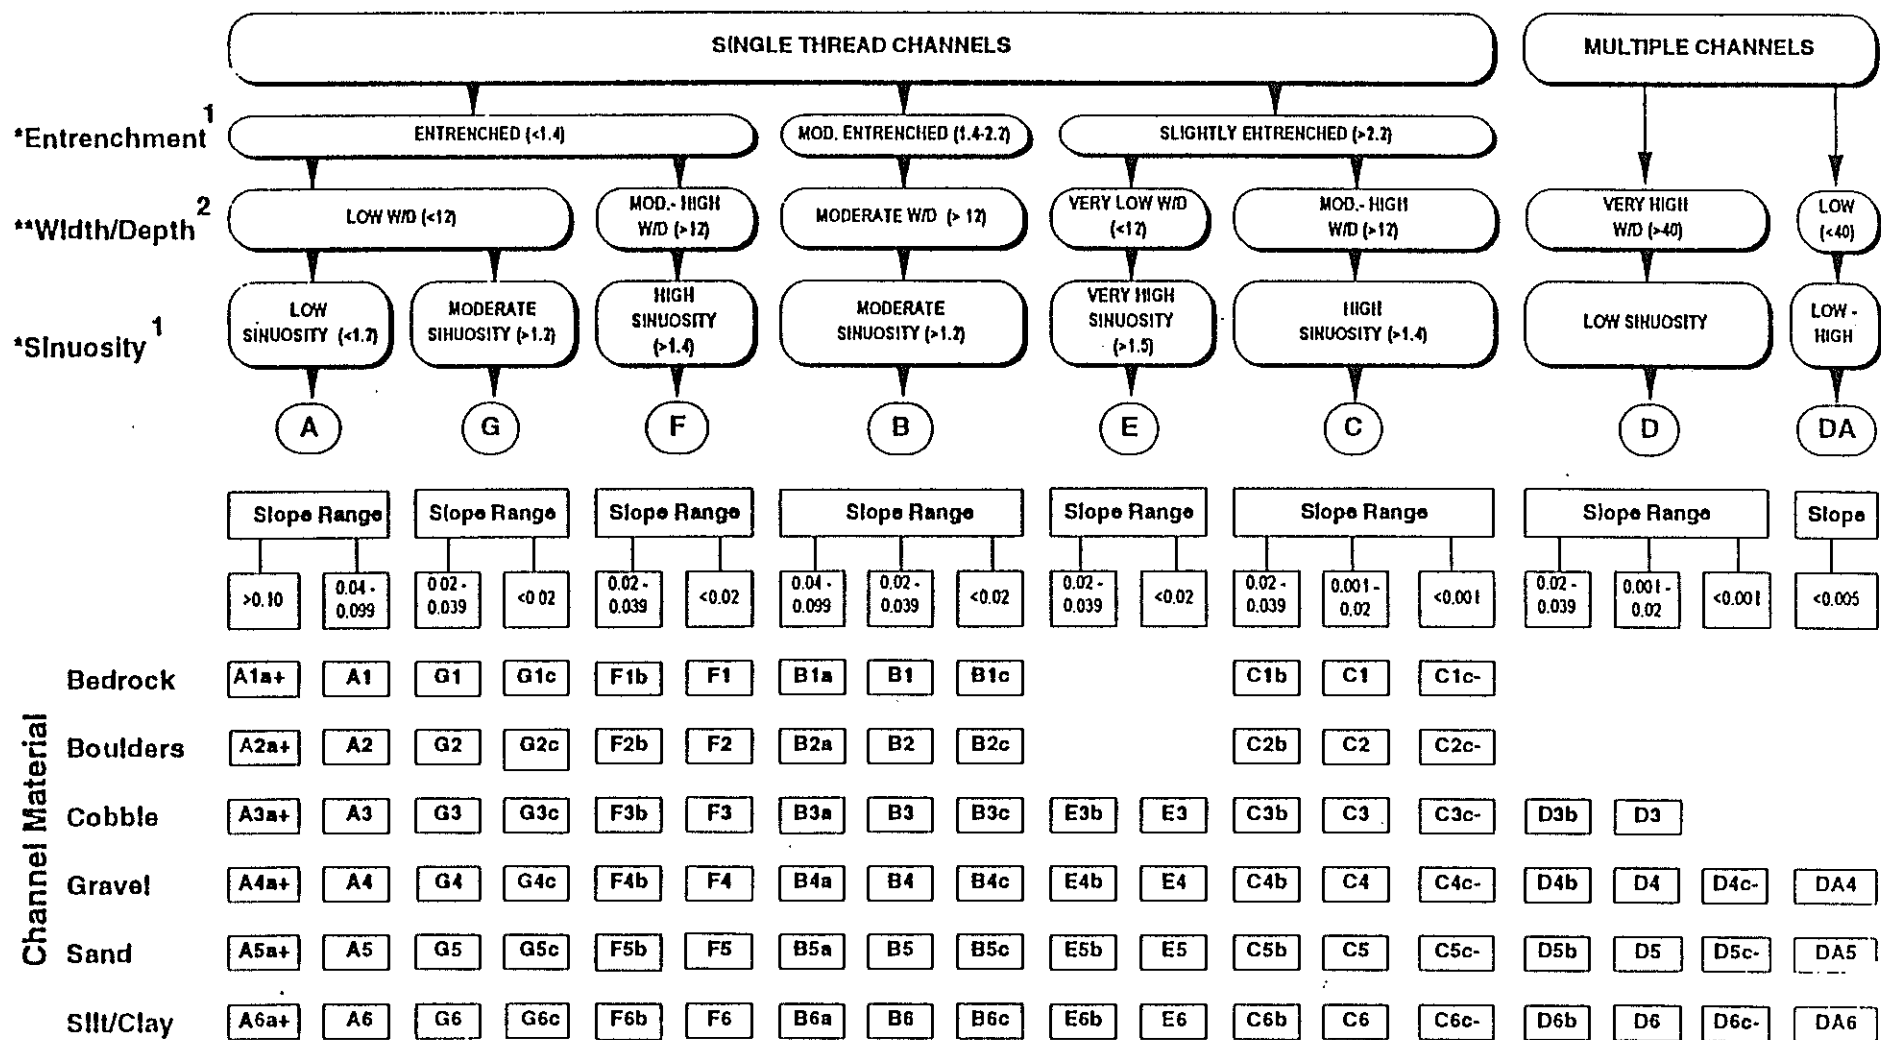 SINGLE THREAD CHANNELS
MULTIPLE CHANNELS
*Entrenchment 1
ENTRENCHED (<1.4)
MOD. ENTRENCHED (1.4-2.2)
SLIGHTLY EHTRENCHED (>2.2)
**Width/Depth 2
LOW W/D (<12)
MOD.- HIGH
W/D (>12)
MODERATE W/D (> 12)
VERY LOW W/D
(<12)
MOD.- HIGH
W/D (>12)
VERY HIGH
W/D (>40)
LOW
(<40)
*Sinuosity 1
LOW
SINUOSITY (<1.2)
MODERATE
SINUOSITY (>1.2)
HIGH
SINUOSITY
(>1.4)
MODERATE
SINUOSITY (>1.2)
VERY HIGH
SINUOSITY
(>1.5)
HIGH
SINUOSITY (>1.4)
LOW SINUOSITY
LOW -
HIGH
A G F B E C D DA
Slope Range Slope Range Slope Range Slope Range Slope Range Slope Range Slope Range Slope
>0.10
0.04 -
0.099
0.02 -
0.039
<0.02
0.02 -
0.039
<0.02
0.04 -
0.099
0.02 -
0.039
<0.02
0.02 -
0.039
<0.02
0.02 -
0.039
0.001 -
0.02
<0.001
0.02 -
0.039
0.001 -
0.02
<0.001
<0.005
Channel Material
Bedrock A1a+ A1 G1 G1c F1b F1 B1a B1 B1c C1b C1 C1c-
Boulders A2a+ A2 G2 G2c F2b F2 B2a B2 B2c C2b C2 C2c-
Cobble A3a+ A3 G3 G3c F3b F3 B3a B3 B3c E3b E3 C3b C3 C3c- D3b D3
Gravel A4a+ A4 G4 G4c F4b F4 B4a B4 B4c E4b E4 C4b C4 C4c- D4b D4 D4c- DA4
Sand A5a+ A5 G5 G5c F5b F5 B5a B5 B5c E5b E5 C5b C5 C5c- D5b D5 D5c- DA5
Silt/Clay A6a+ A6 G6 G6c F6b F6 B6a B6 B6c E6b E6 C6b C6 C6c- D6b D6 D6c- DA6